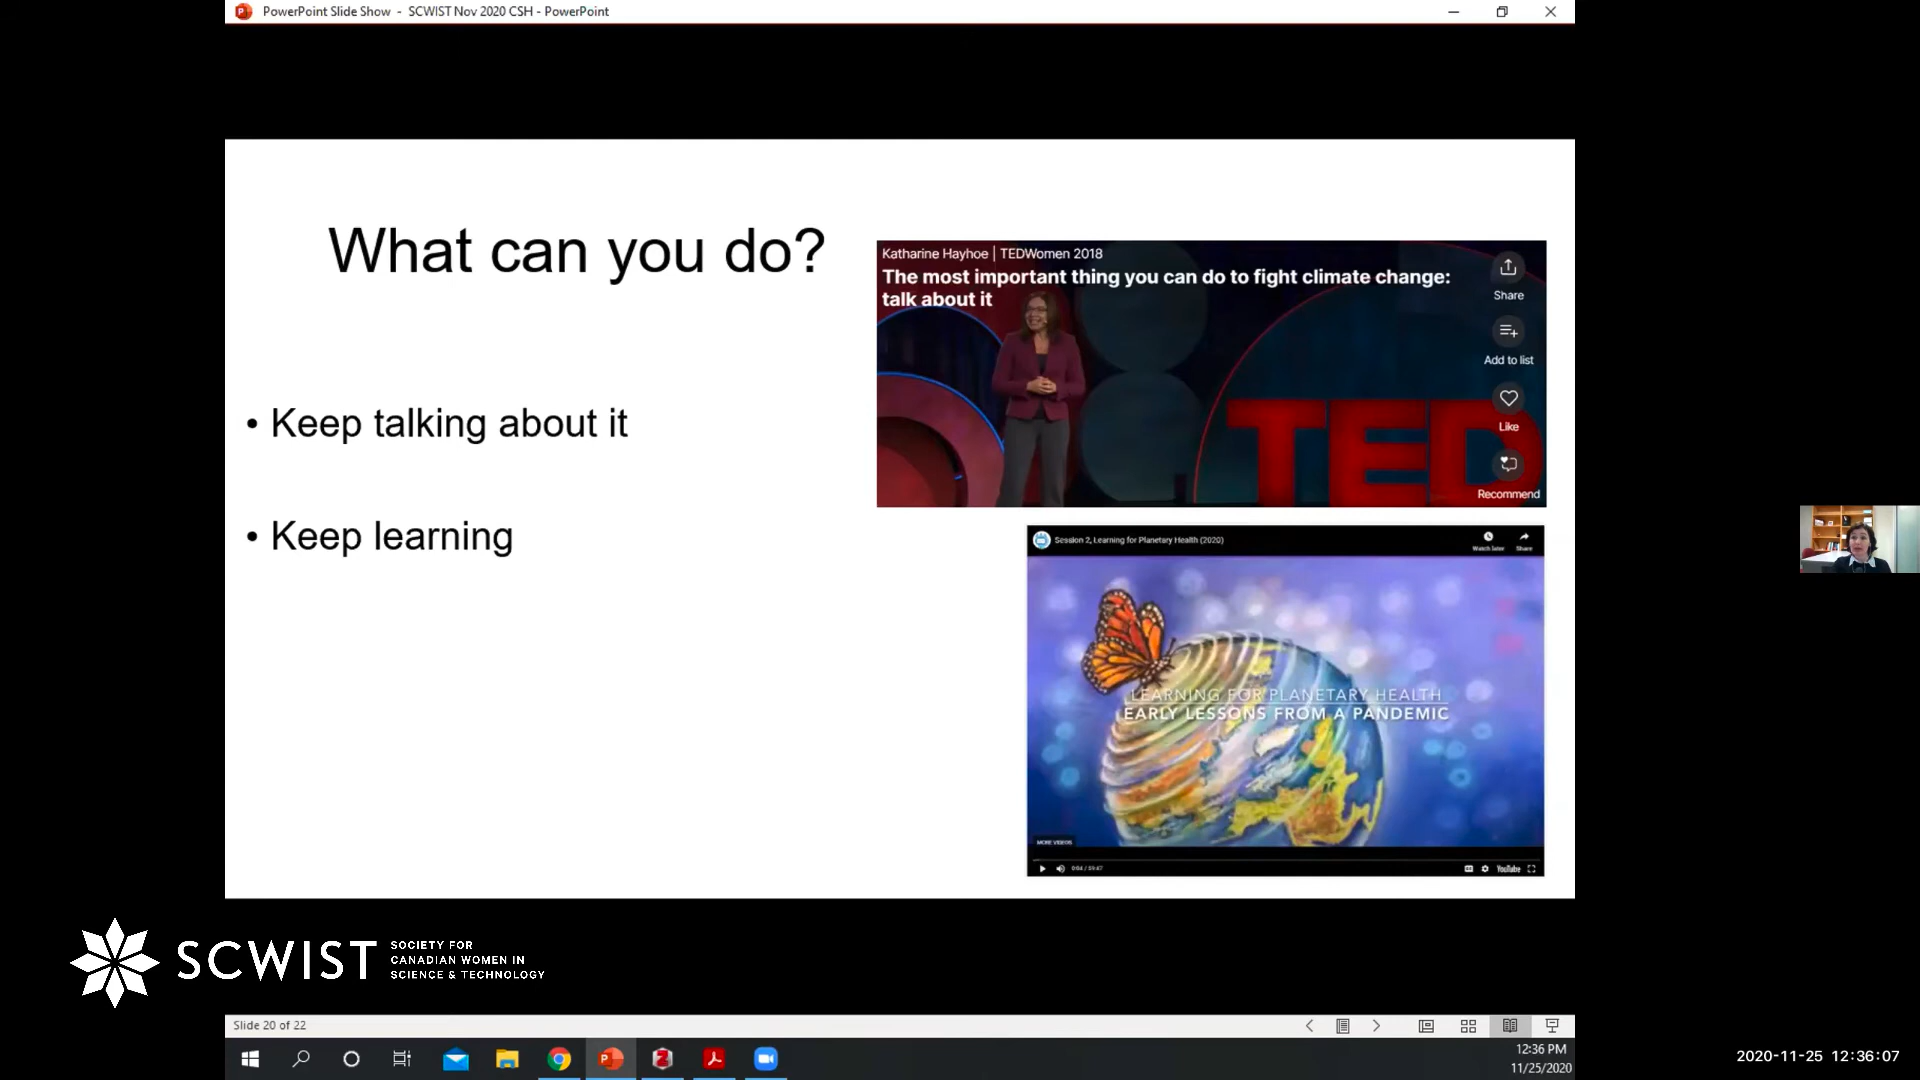 PowerPoint Slide Show - SCWIST Nov 2020 CSH - PowerPoint
What can you do?
• Keep talking about it
• Keep learning
Katharine Hayhoe | TEDWomen 2018
The most important thing you can do to fight climate change:
talk about it
Share
Add to list
Like
Recommend
TED
Session 2, Learning for Planetary Health (2020)
Watch later
Share
LEARNING FOR PLANETARY HEALTH
EARLY LESSONS FROM A PANDEMIC
MORE VIDEOS
YouTube
SCWIST
SOCIETY FOR
CANADIAN WOMEN IN
SCIENCE & TECHNOLOGY
Slide 20 of 22
12:36 PM
11/25/2020
2020-11-25 12:36:07